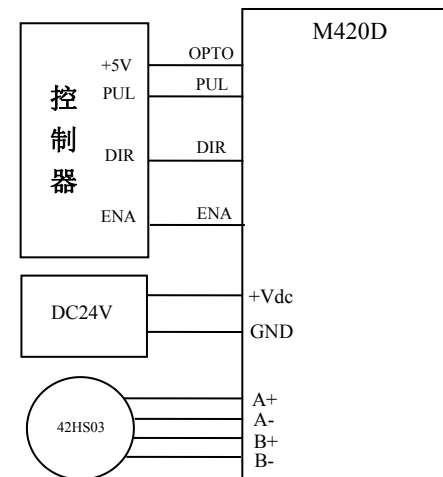 M420D
+5V OPTO
PUL PUL
控制器
DIR DIR
ENA ENA
DC24V
+Vdc
GND
42HS03
A+
A-
B+
B-